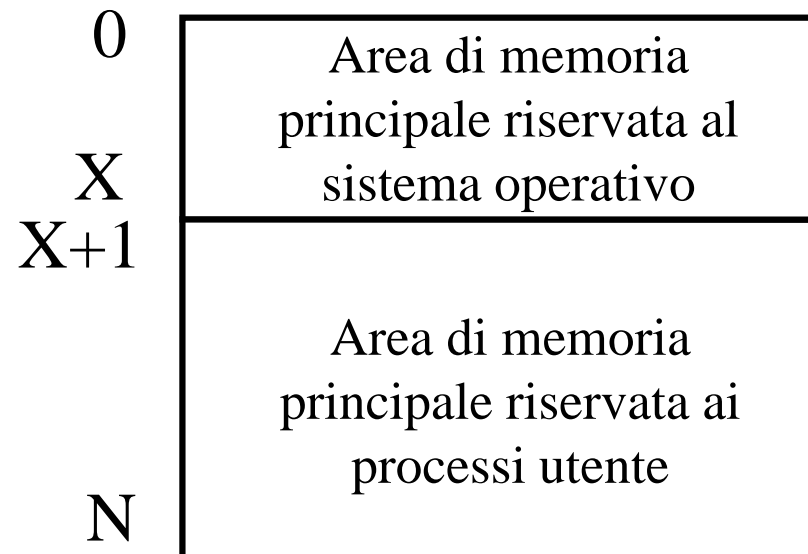 0
Area di memoria
principale riservata al
X
sistema operativo
X+1
Area di memoria
principale riservata ai
processi utente
N